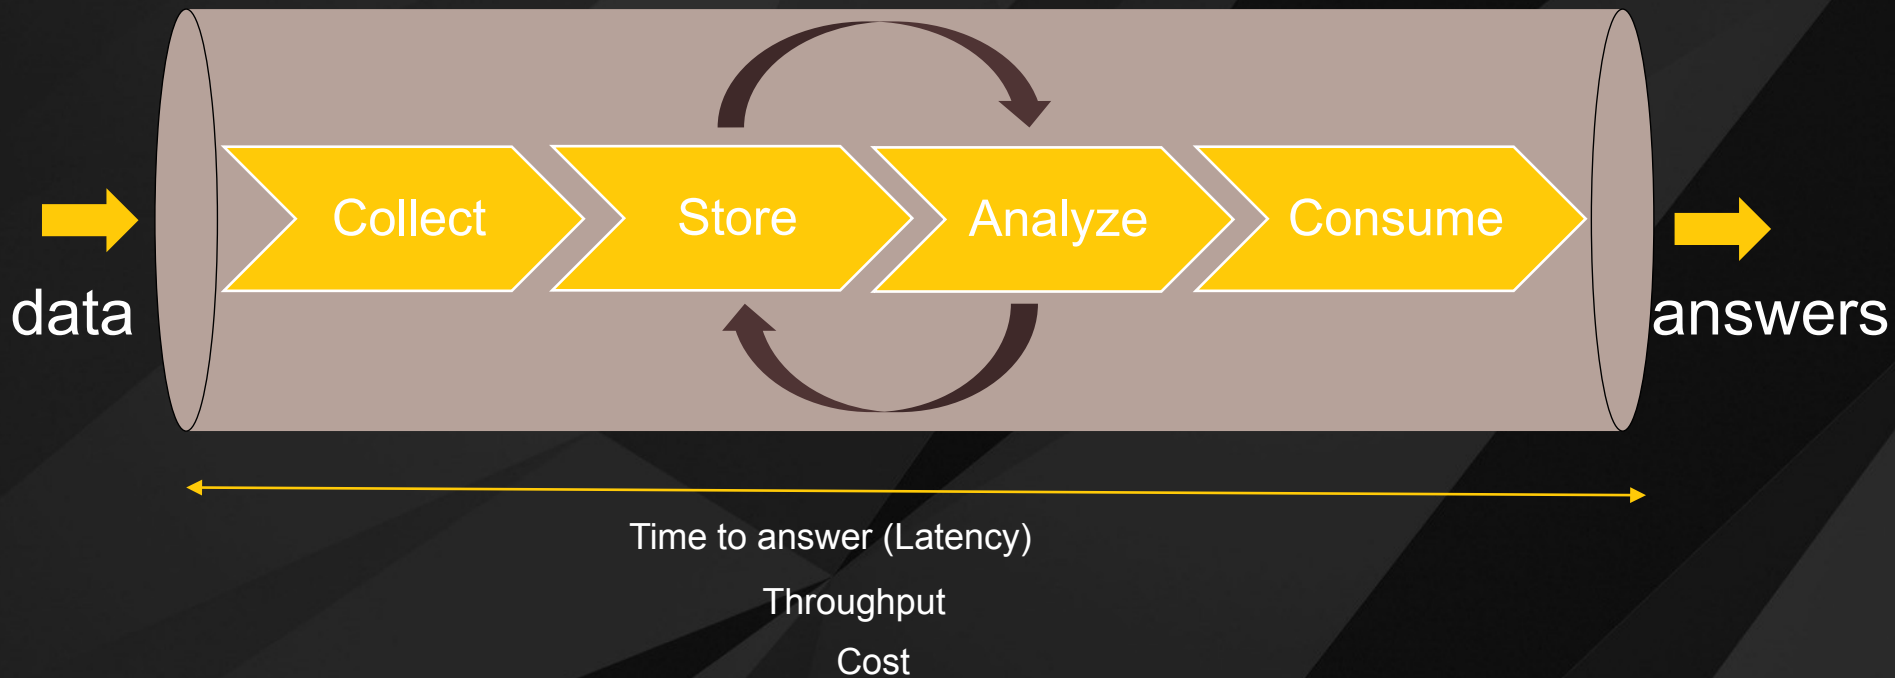 Collect
Store
Analyze
Consume
data
answers
Time to answer (Latency)
Throughput
Cost